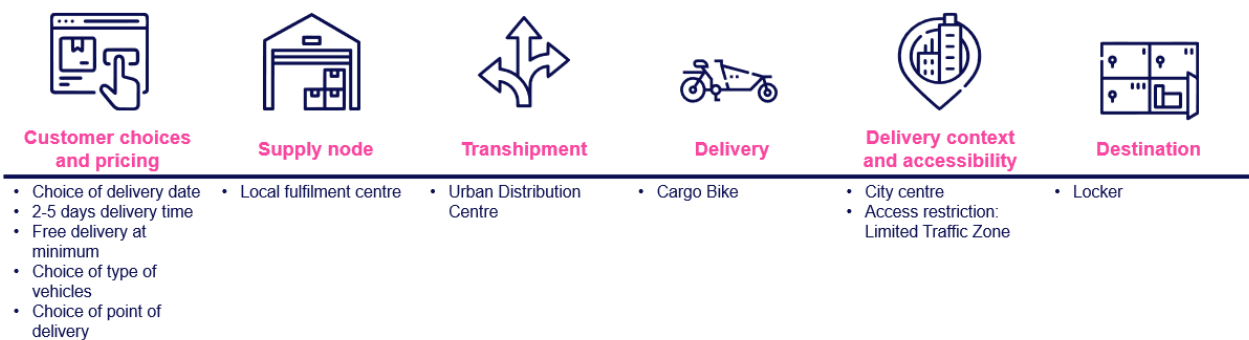 Customer choices
and pricing
Supply node
Transhipment
Delivery
Delivery context
and accessibility
Destination
• Choice of delivery date
• 2-5 days delivery time
• Free delivery at
minimum
• Choice of type of
vehicles
• Choice of point of
delivery
• Local fulfilment centre
• Urban Distribution
Centre
• Cargo Bike
• City centre
• Access restriction:
Limited Traffic Zone
• Locker